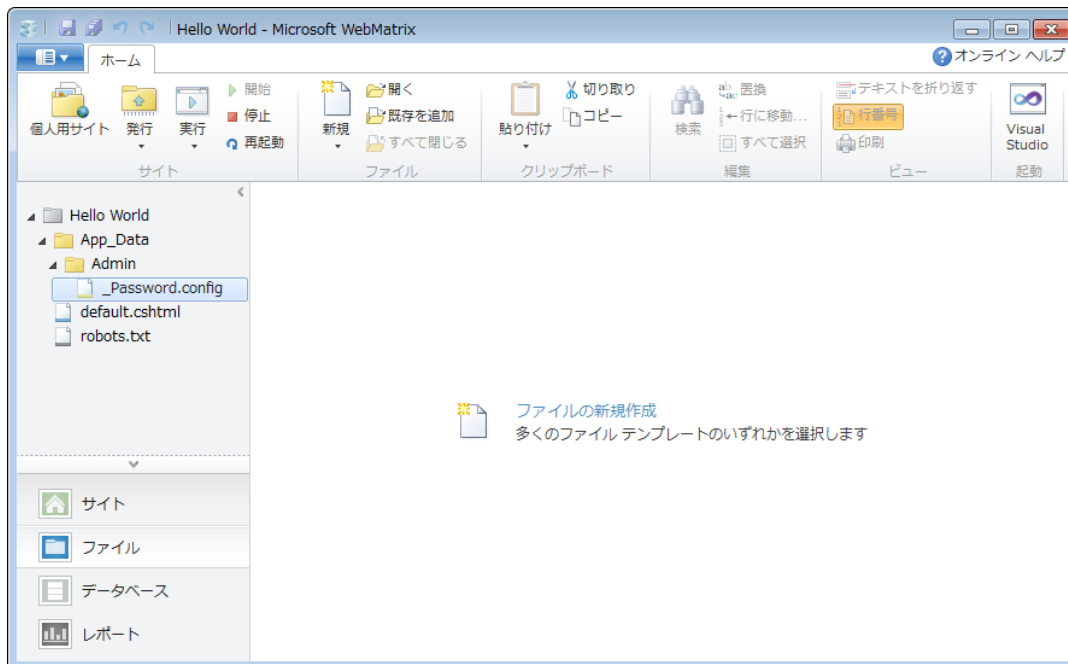 Hello World - Microsoft WebMatrix
ホーム
オンライン ヘルプ
個人用サイト
発行
実行
開始
停止
再起動
サイト
新規
開く
既存を追加
すべて閉じる
ファイル
貼り付け
切り取り
コピー
クリップボード
検索
置換
行に移動...
すべて選択
編集
テキストを折り返す
行番号
印刷
ビュー
Visual
Studio
起動
Hello World
App_Data
Admin
_Password.config
default.cshtml
robots.txt
ファイルの新規作成
多くのファイル テンプレートのいずれかを選択します
サイト
ファイル
データベース
レポート